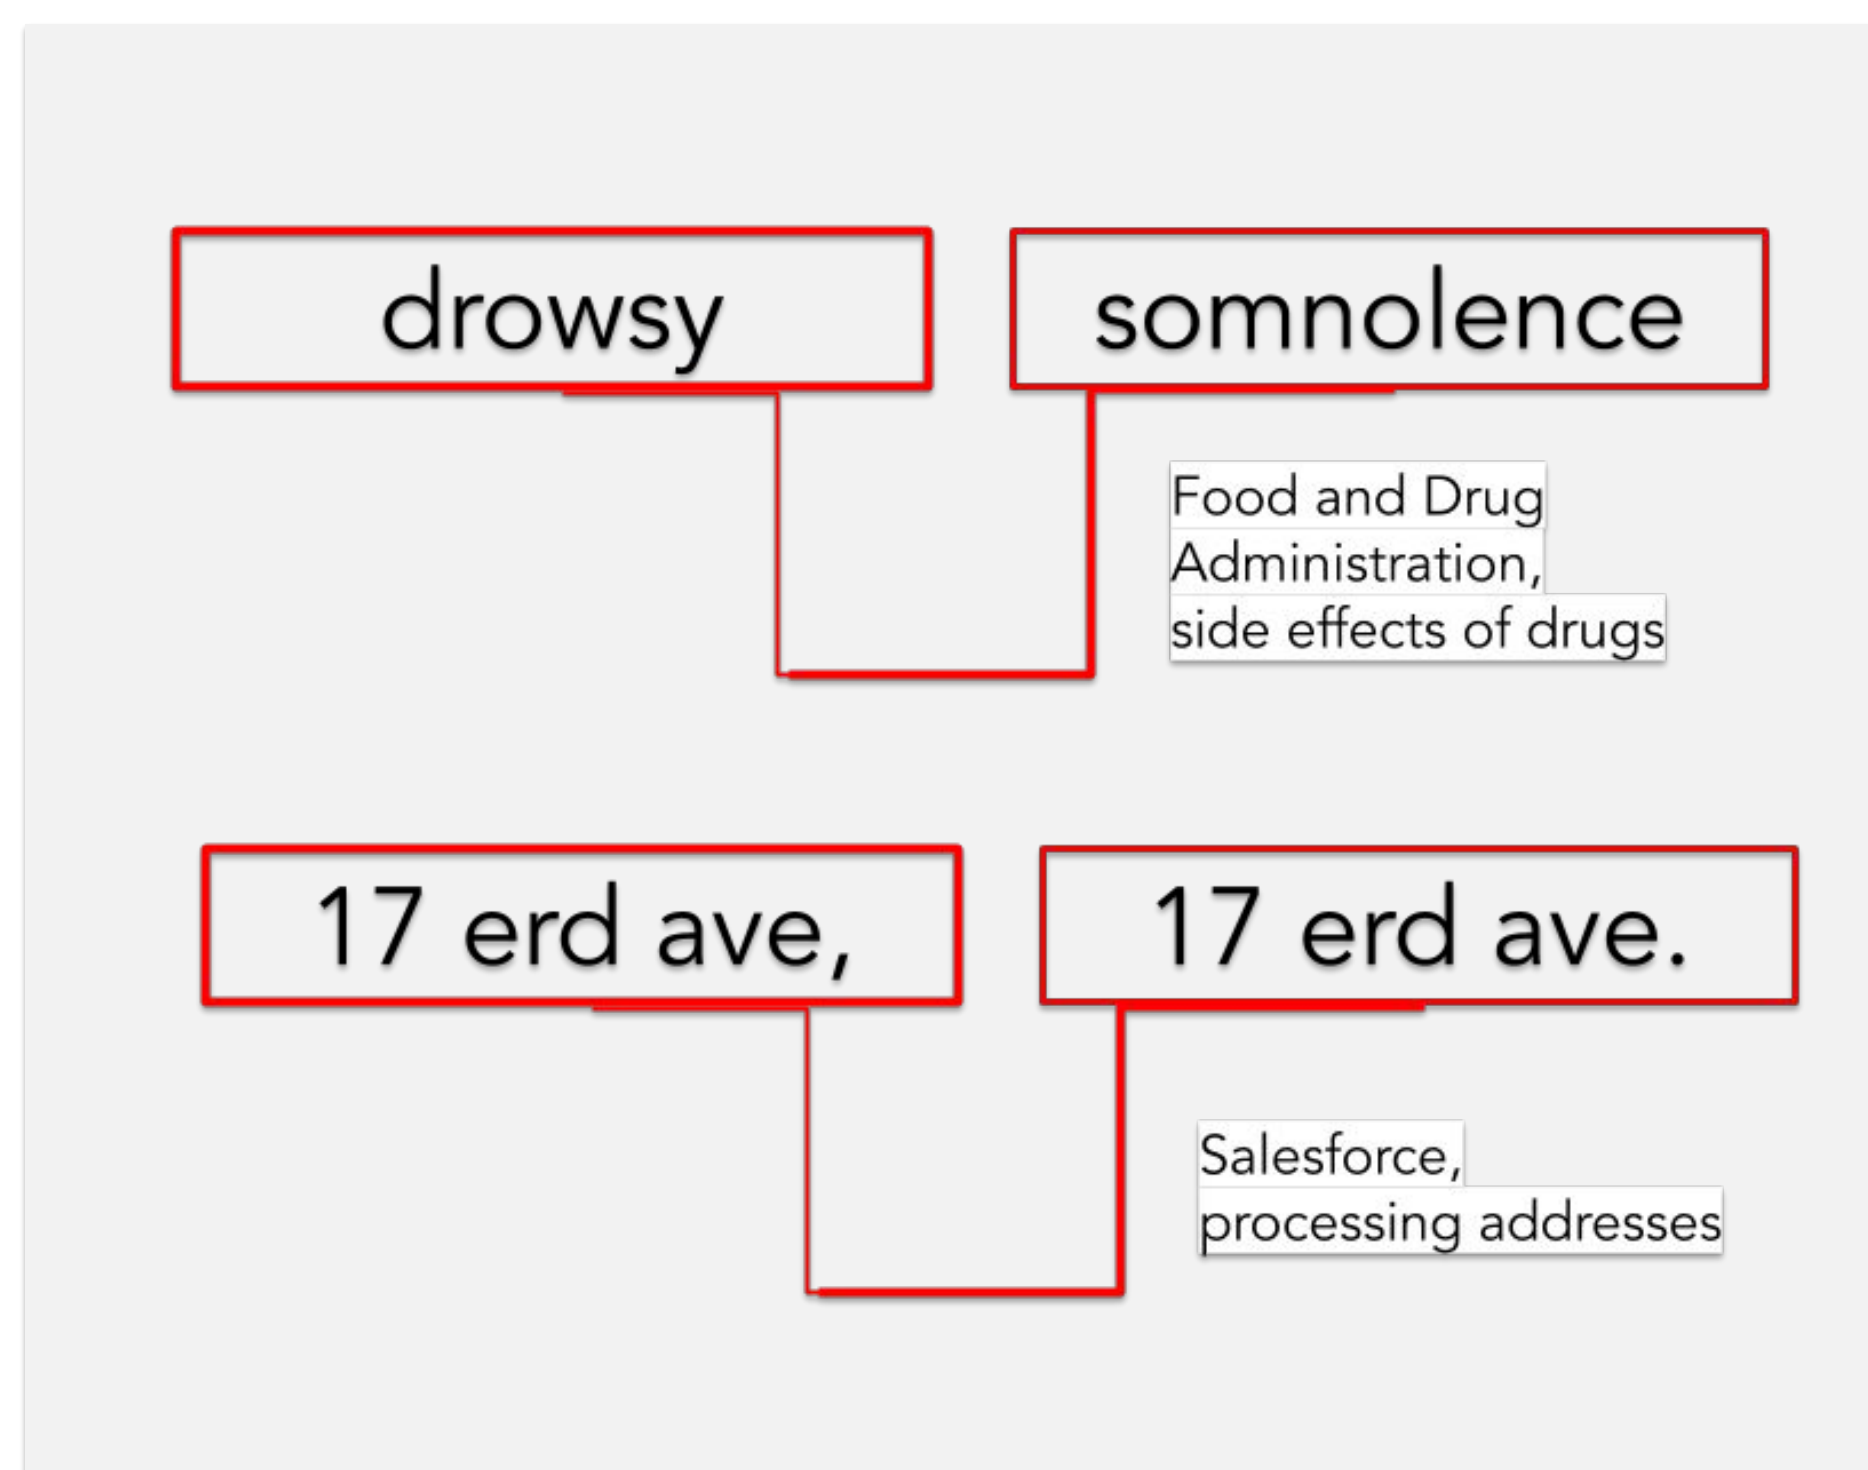 drowsy
somnolence
Food and Drug
Administration,
side effects of drugs
17 erd ave,
17 erd ave.
Salesforce,
processing addresses